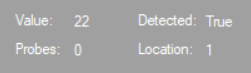 Value: 22 Detected: True
Probes: 0 Location: 1